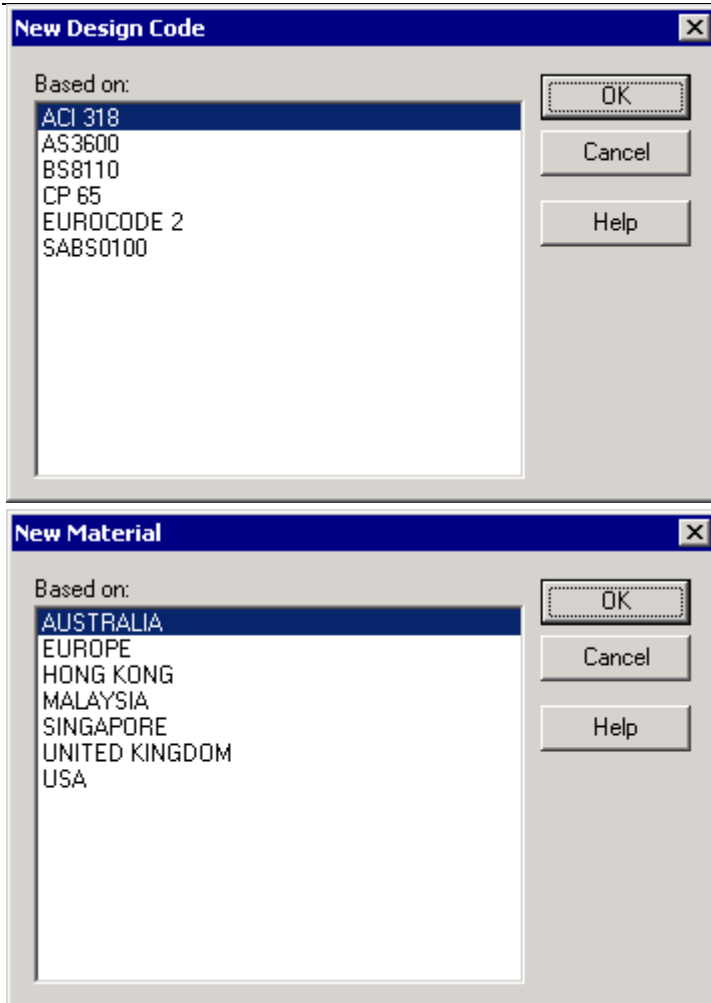 New Design Code
Based on:
ACI 318
AS3600
BS8110
CP 65
EUROCODE 2
SABS0100
OK
Cancel
Help
New Material
Based on:
AUSTRALIA
EUROPE
HONG KONG
MALAYSIA
SINGAPORE
UNITED KINGDOM
USA
OK
Cancel
Help